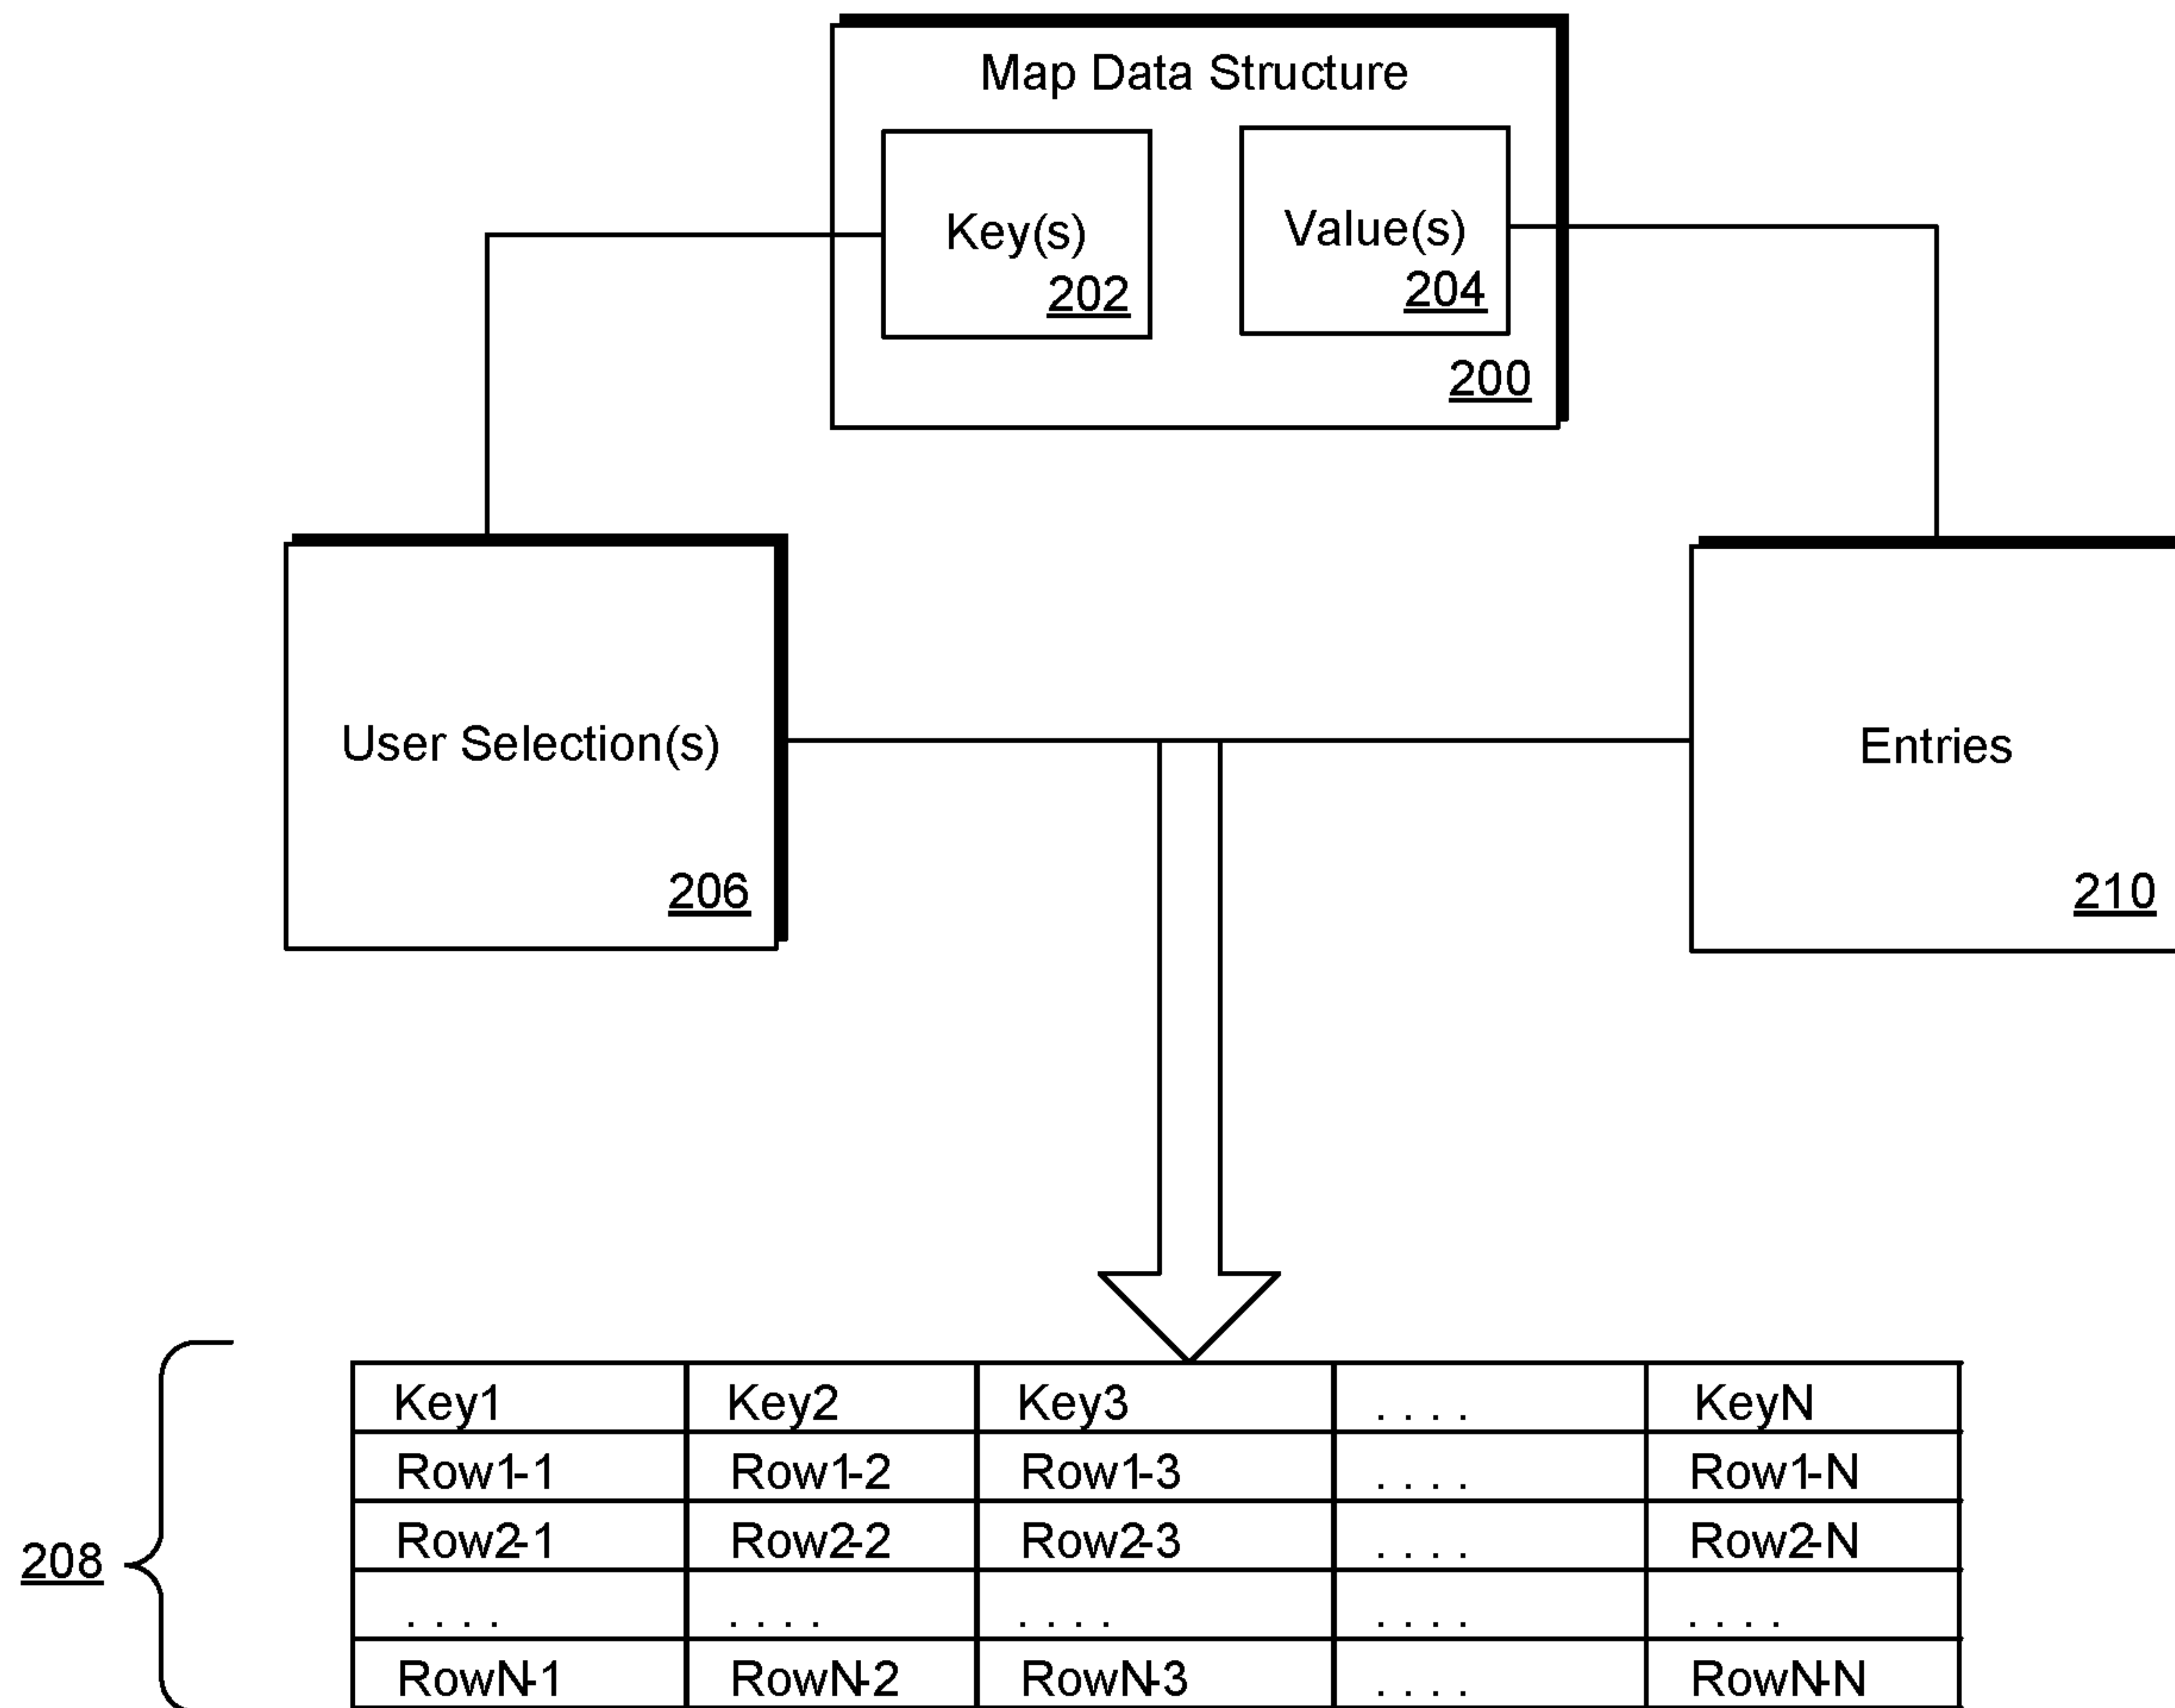 Map Data Structure
Key(s)
202
Value(s)
204
200
User Selection(s)
206
Entries
210
208
Key1 Key2 Key3 . . . . KeyN
Row1-1 Row1-2 Row1-3 . . . . Row1-N
Row2-1 Row2-2 Row2-3 . . . . Row2-N
. . . . . . . . . . . . . . . . . . . .
RowN-1 RowN-2 RowN-3 . . . . RowN-N